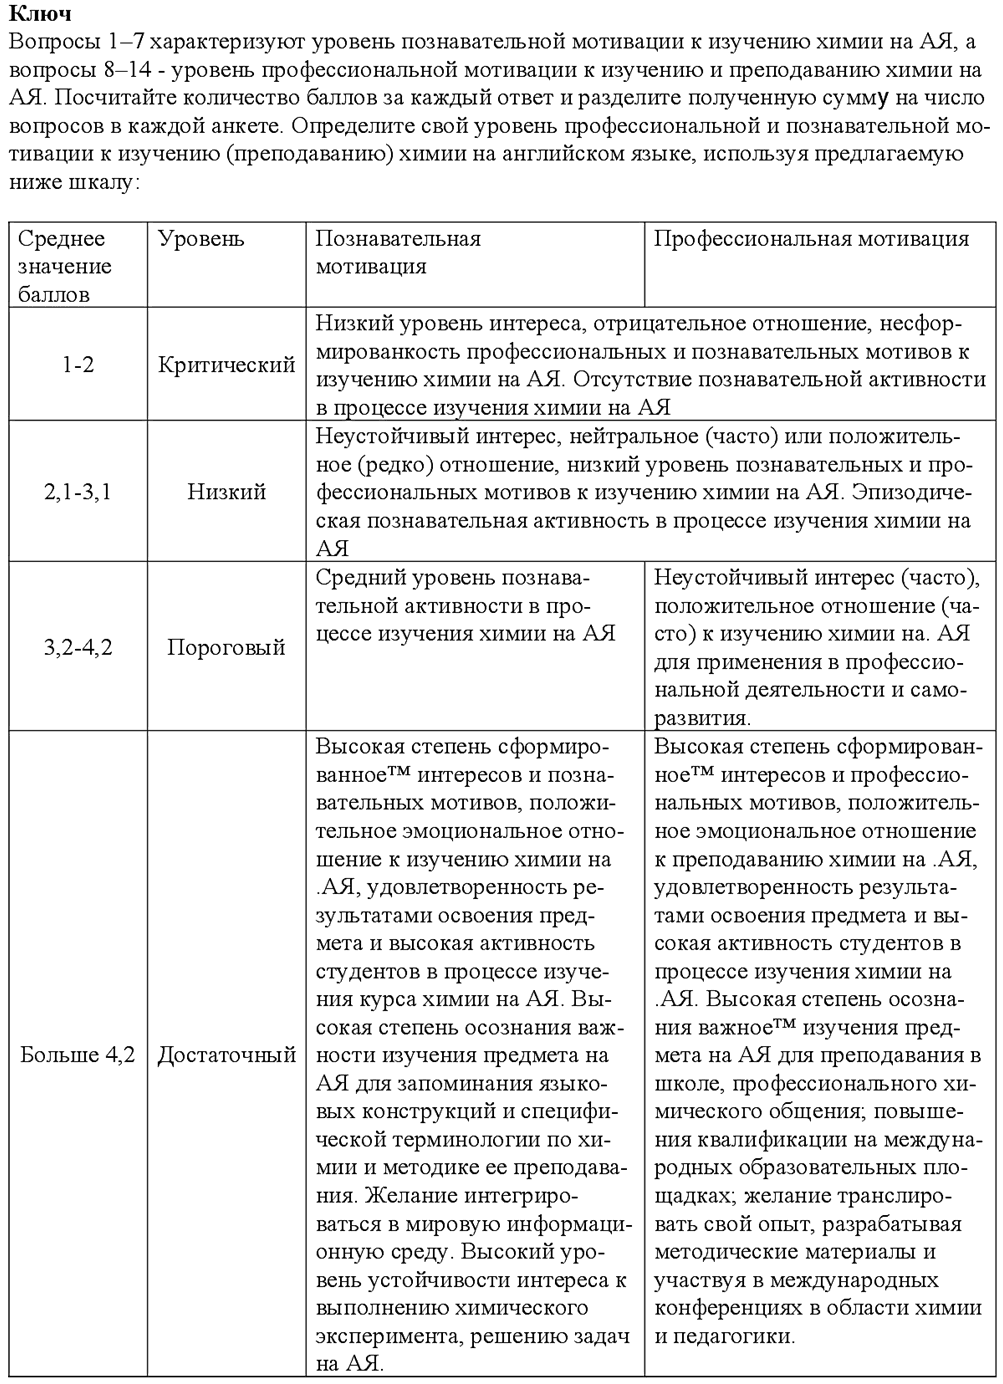 Ключ
Вопросы 1–7 характеризуют уровень познавательной мотивации к изучению химии на АЯ, а
вопросы 8–14 - уровень профессиональной мотивации к изучению и преподаванию химии на
АЯ. Посчитайте количество баллов за каждый ответ и разделите полученную сумму на число
вопросов в каждой анкете. Определите свой уровень профессиональной и познавательной мо-
тивации к изучению (преподаванию) химии на английском языке, используя предлагаемую
ниже шкалу:
Среднее
значение
баллов
Уровень
Познавательная
мотивация
Профессиональная мотивация
1-2
Критический
Низкий уровень интереса, отрицательное отношение, несфор-
мированкость профессиональных и познавательных мотивов к
изучению химии на АЯ. Отсутствие познавательной активности
в процессе изучения химии на АЯ
2,1-3,1
Низкий
Неустойчивый интерес, нейтральное (часто) или положитель-
ное (редко) отношение, низкий уровень познавательных и про-
фессиональных мотивов к изучению химии на АЯ. Эпизодиче-
ская познавательная активность в процессе изучения химии на
АЯ
3,2-4,2
Пороговый
Средний уровень познава-
тельной активности в про-
цессе изучения химии на АЯ
Неустойчивый интерес (часто),
положительное отношение (ча-
сто) к изучению химии на. АЯ
для применения в профессио-
нальной деятельности и само-
развития.
Больше 4,2
Достаточный
Высокая степень сформиро-
ванное™ интересов и позна-
вательных мотивов, положи-
тельное эмоциональное отно-
шение к изучению химии на
.АЯ, удовлетворенность ре-
зультатами освоения пред-
мета и высокая активность
студентов в процессе изуче-
ния курса химии на АЯ. Вы-
сокая степень осознания важ-
ности изучения предмета на
АЯ для запоминания языко-
вых конструкций и специфи-
ческой терминологии по хи-
мии и методике ее преподава-
ния. Желание интегриро-
ваться в мировую информаци-
онную среду. Высокий уро-
вень устойчивости интереса к
выполнению химического
эксперимента, решению задач
на АЯ.
Высокая степень сформирован-
ное™ интересов и профессио-
нальных мотивов, положитель-
ное эмоциональное отношение
к преподаванию химии на .АЯ,
удовлетворенность результа-
тами освоения предмета и вы-
сокая активность студентов в
процессе изучения химии на
.АЯ. Высокая степень осозна-
ния важное™ изучения пред-
мета на АЯ для преподавания в
школе, профессионального хи-
мического общения; повыше-
ния квалификации на междуна-
родных образовательных пло-
щадках; желание транслиро-
вать свой опыт, разрабатывая
методические материалы и
участвуя в международных
конференциях в области химии
и педагогики.